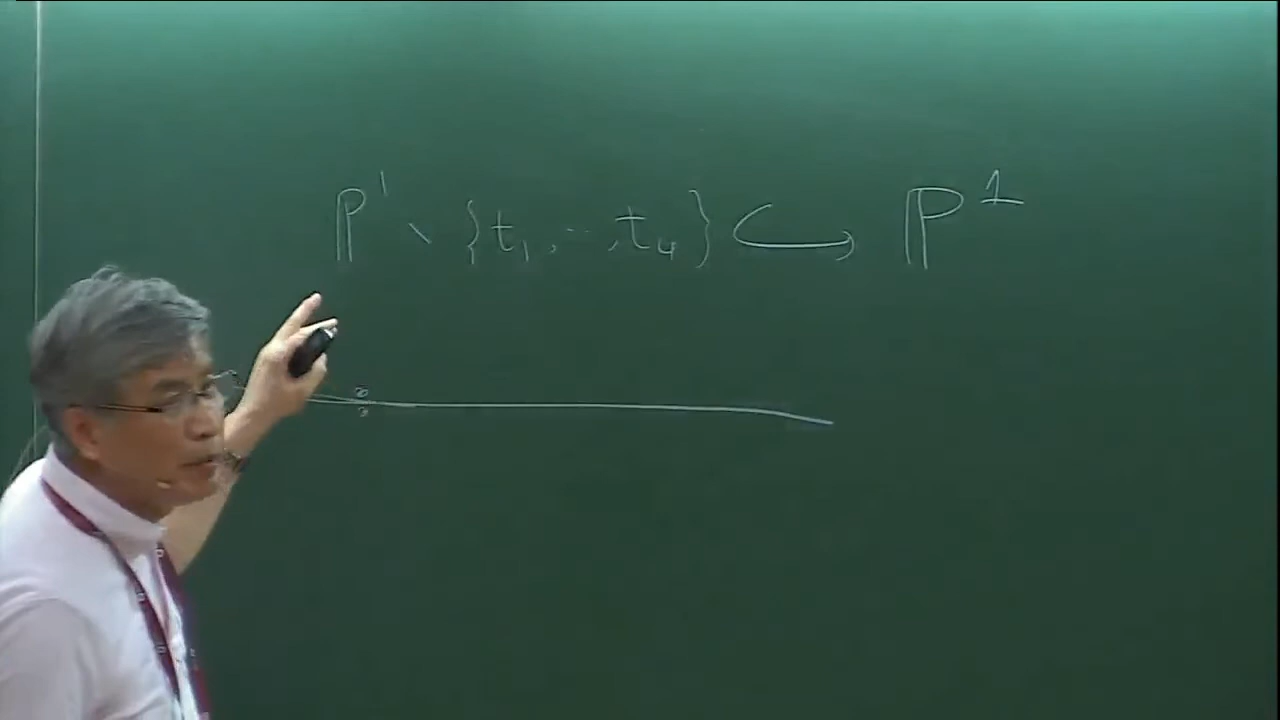 ℙ¹ ∖ {t₁, ⋯, t₄} ↪ ℙ¹